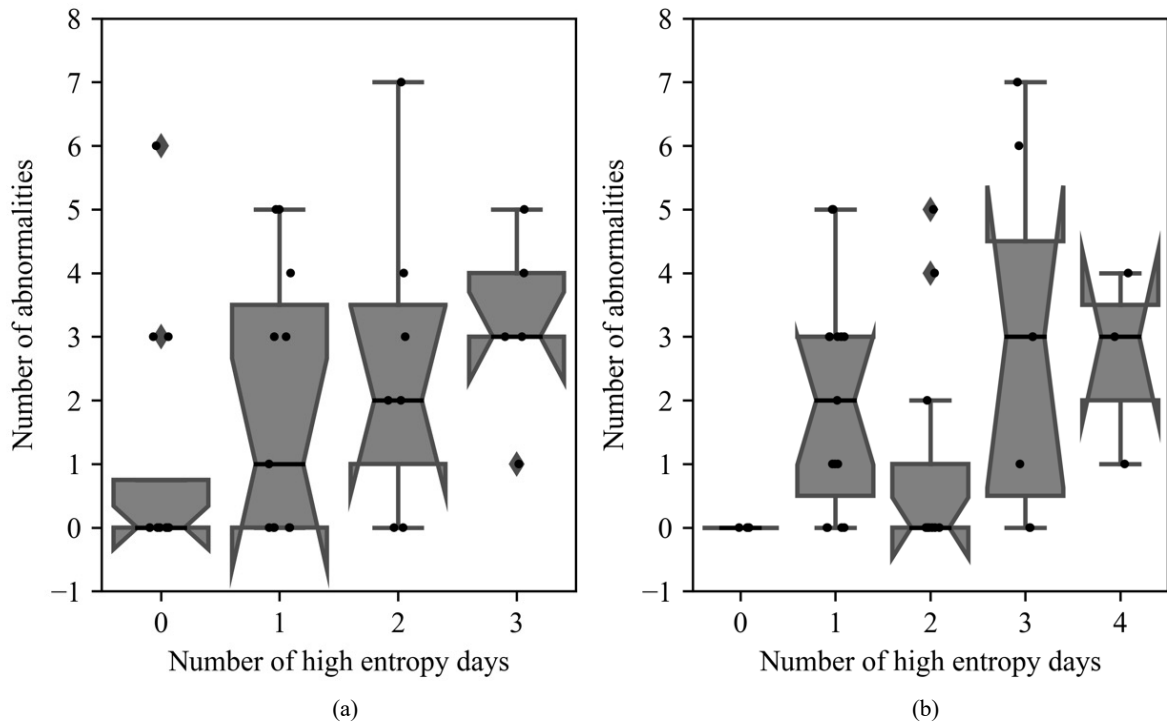 8
7
6
5
4
3
2
1
0
−1
Number of abnormalities
0 1 2 3
Number of high entropy days
(a)
8
7
6
5
4
3
2
1
0
−1
Number of abnormalities
0 1 2 3 4
Number of high entropy days
(b)